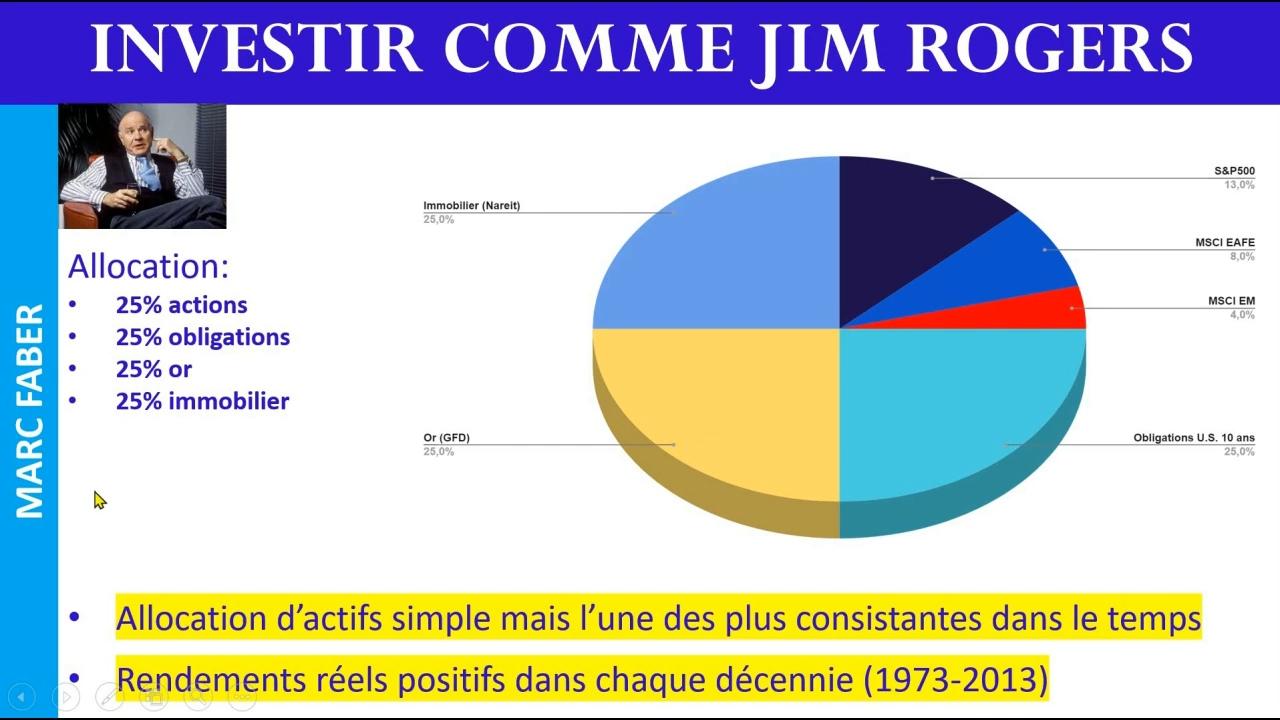 INVESTIR COMME JIM ROGERS
MARC FABER
Allocation:
• 25% actions
• 25% obligations
• 25% or
• 25% immobilier
Immobilier (Nareit)
25,0%
S&P500
13,0%
MSCI EAFE
8,0%
MSCI EM
4,0%
Or (GFD)
25,0%
Obligations U.S. 10 ans
25,0%
• Allocation d’actifs simple mais l’une des plus consistantes dans le temps
• Rendements réels positifs dans chaque décennie (1973-2013)